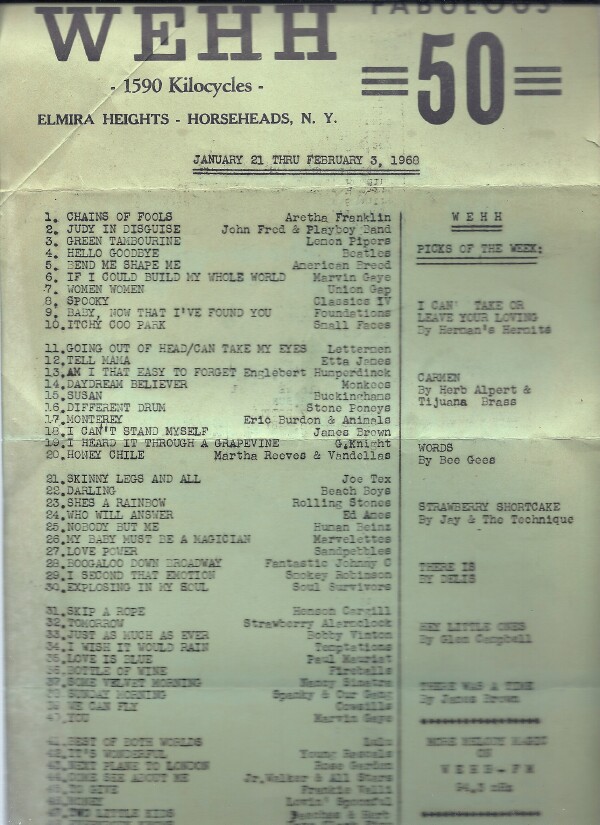 WEHH
FABULOUS
- 1590 Kilocycles -
50
ELMIRA HEIGHTS - HORSEHEADS, N. Y.
JANUARY 21 THRU FEBRUARY 3, 1968
1. CHAINS OF FOOLS Aretha Franklin
2. JUDY IN DISGUISE John Fred & Playboy Band
3. GREEN TAMBOURINE Lemon Pipers
4. HELLO GOODBYE Beatles
5. BEND ME SHAPE ME American Breed
6. IF I COULD BUILD MY WHOLE WORLD Marvin Gaye
7. WOMEN WOMEN Union Gap
8. SPOOKY Classics IV
9. BABY, NOW THAT I'VE FOUND YOU Foundations
10.ITCHY COO PARK Small Faces
11.GOING OUT OF HEAD/CAN TAKE MY EYES Lettermen
12.TELL MAMA Etta James
13.AM I THAT EASY TO FORGET Englebert Humperdinck
14.DAYDREAM BELIEVER Monkees
15.SUSAN Buckinghams
16.DIFFERENT DRUM Stone Poneys
17.MONTEREY Eric Burdon & Animals
18.I CAN'T STAND MYSELF James Brown
19.I HEARD IT THROUGH A GRAPEVINE G.Knight
20.HONEY CHILE Martha Reeves & Vandellas
21.SKINNY LEGS AND ALL Joe Tex
22.DARLING Beach Boys
23.SHES A RAINBOW Rolling Stones
24.WHO WILL ANSWER Ed Ames
25.NOBODY BUT ME Human Beinz
26.MY BABY MUST BE A MAGICIAN Marvelettes
27.LOVE POWER Sandpebbles
28.BOOGALOO DOWN BROADWAY Fantastic Johnny C
29.I SECOND THAT EMOTION Smokey Robinson
30.EXPLOSING IN MY SOUL Soul Survivors
31.SKIP A ROPE Henson Cargill
32.TOMORROW Strawberry Alarmclock
33.JUST AS MUCH AS EVER Bobby Vinton
34.I WISH IT WOULD RAIN Temptations
35.LOVE IS BLUE Paul Mauriat
36.BOTTLE OF WINE Fireballs
37.SOME VELVET MORNING Nancy Sinatra
38.SUNDAY MORNING Spanky & Our Gang
39 WE CAN FLY Cowsills
40.YOU Marvin Gaye
41.BEST OF BOTH WORLDS Lulu
42.IT'S WONDERFUL Young Rascals
43.NEXT PLANE TO LONDON Rose Garden
44.COME SEE ABOUT ME Jr.Walker & All Stars
45.TO GIVE Frankie Valli
46.MONEY Lovin' Spoonful
47.TWO LITTLE KIDS Peaches & Herb
W E H H
PICKS OF THE WEEK:
I CAN' TAKE OR
LEAVE YOUR LOVING
By Herman's Hermits
CARMEN
By Herb Alpert &
Tijuana Brass
WORDS
By Bee Gees
STRAWBERRY SHORTCAKE
By Jay & The Technique
THERE IS
BY DELLS
HEY LITTLE ONES
By Glen Campbell
THERE WAS A TIME
By James Brown
MORE MELODY MAGIC
ON
W E H H - FM
94.3 mHz